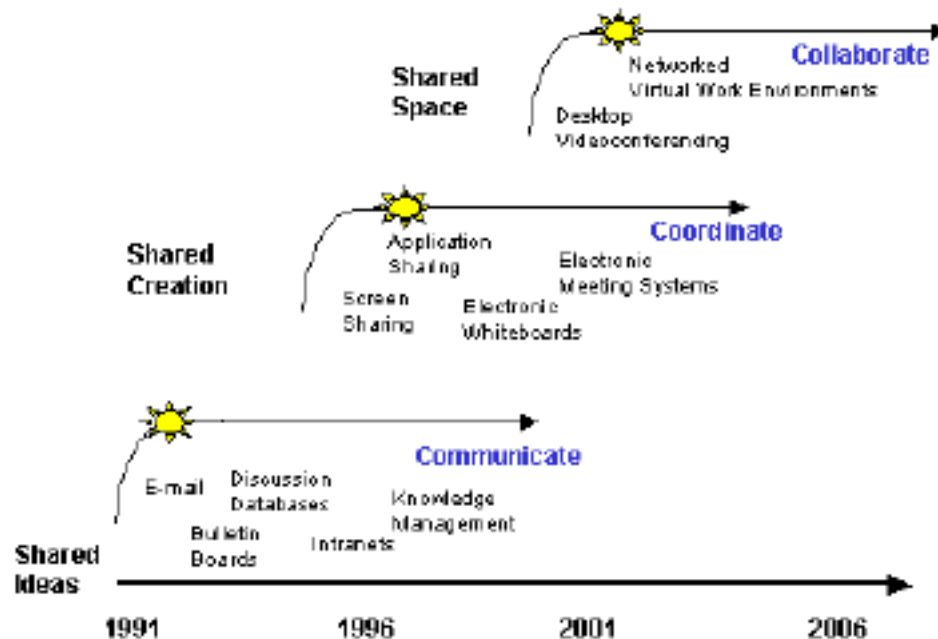 Collaborate
Shared
Space
Networked
Virtual Work Environments
Desktop
Videoconferencing
Coordinate
Shared
Creation
Application
Sharing
Electronic
Meeting Systems
Screen
Sharing
Electronic
Whiteboards
Communicate
E-mail
Discussion
Databases
Knowledge
Management
Bulletin
Boards
Intranets
Shared
Ideas
1991
1996
2001
2006